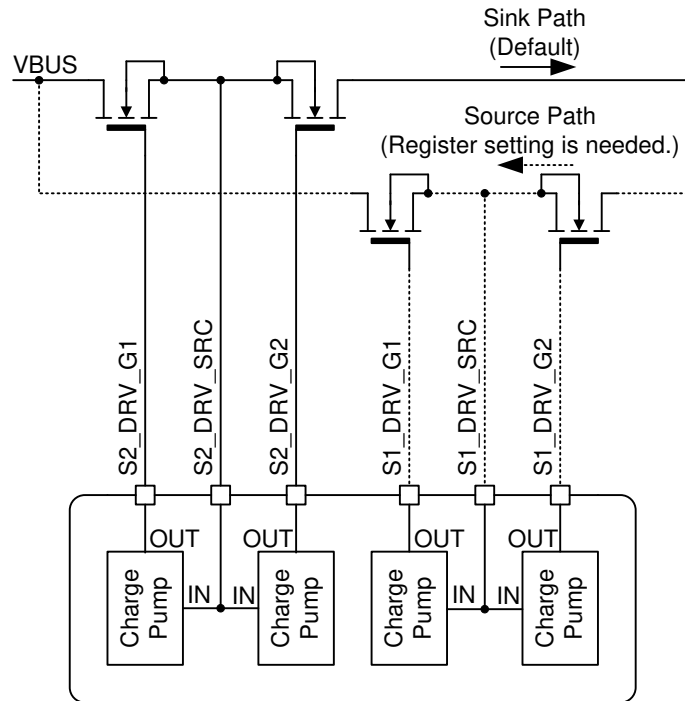 Sink Path
(Default)
VBUS
Source Path
(Register setting is needed.)
S2_DRV_G1
S2_DRV_SRC
S2_DRV_G2
S1_DRV_G1
S1_DRV_SRC
S1_DRV_G2
OUT
OUT
OUT
OUT
Charge
Pump
IN
IN
Charge
Pump
Charge
Pump
IN
IN
Charge
Pump